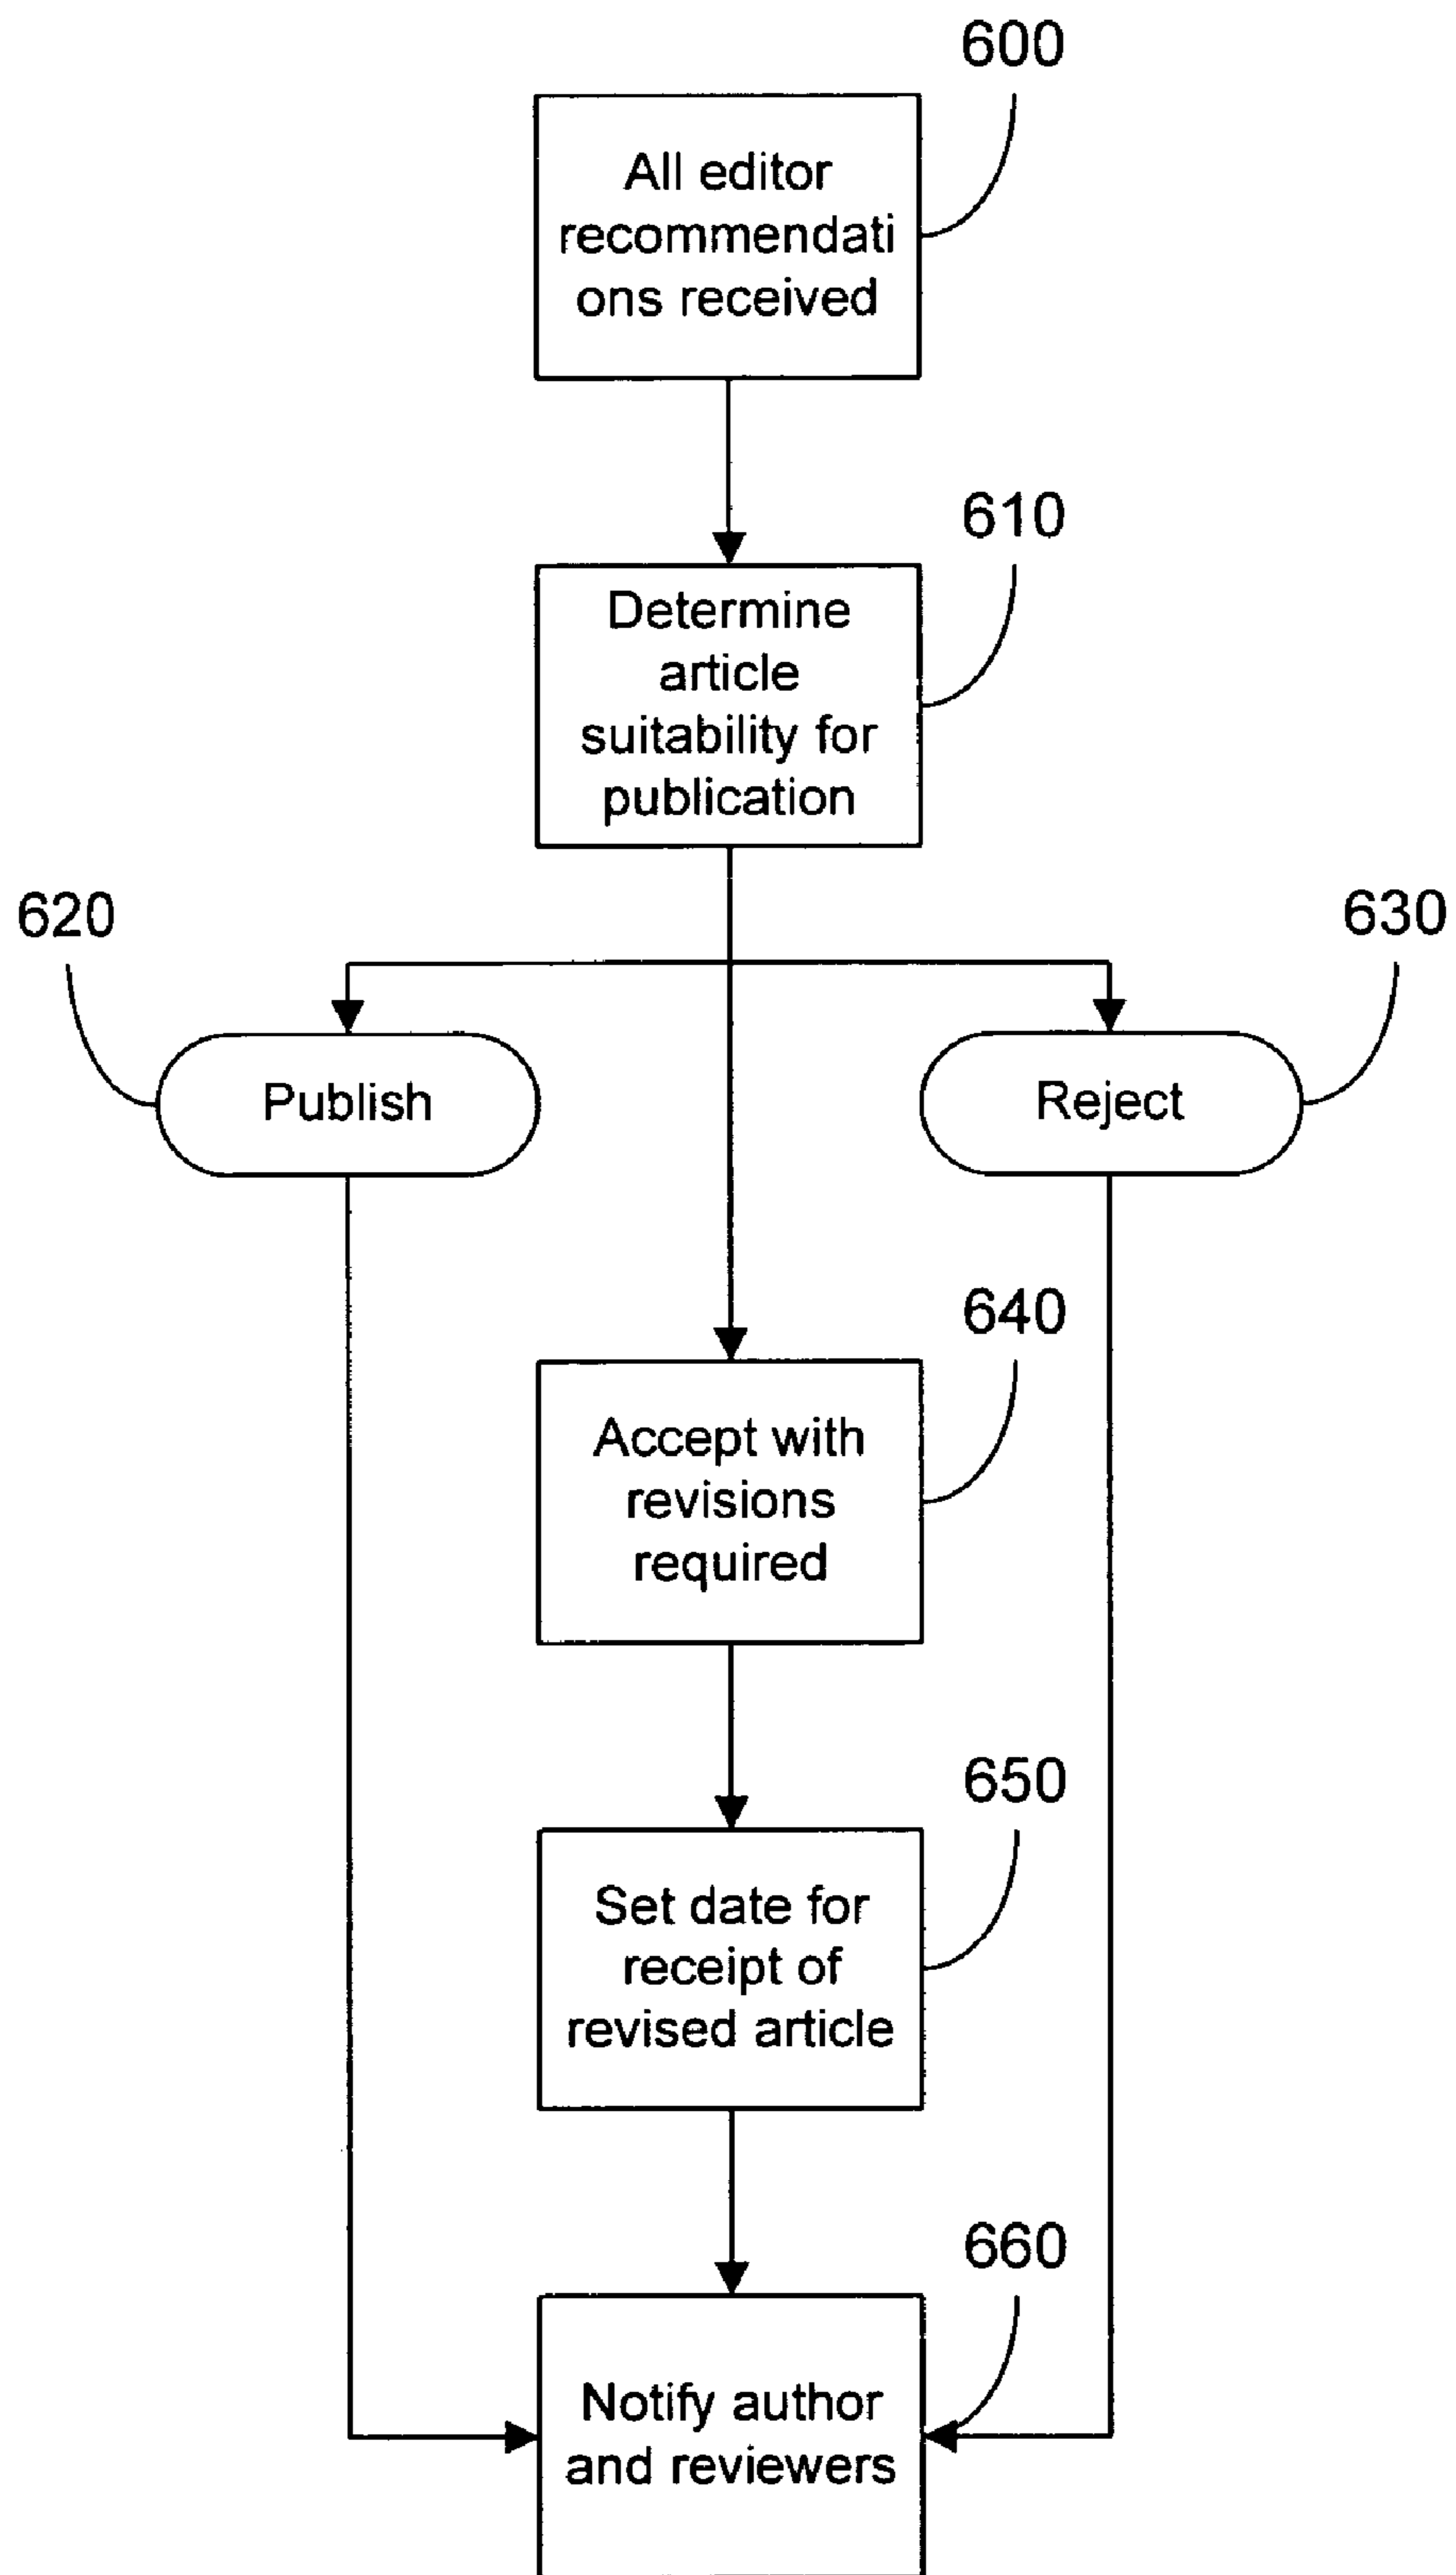 600
All editor
recommendati
ons received
610
Determine
article
suitability for
publication
620
630
Publish
Reject
640
Accept with
revisions
required
650
Set date for
receipt of
revised article
660
Notify author
and reviewers